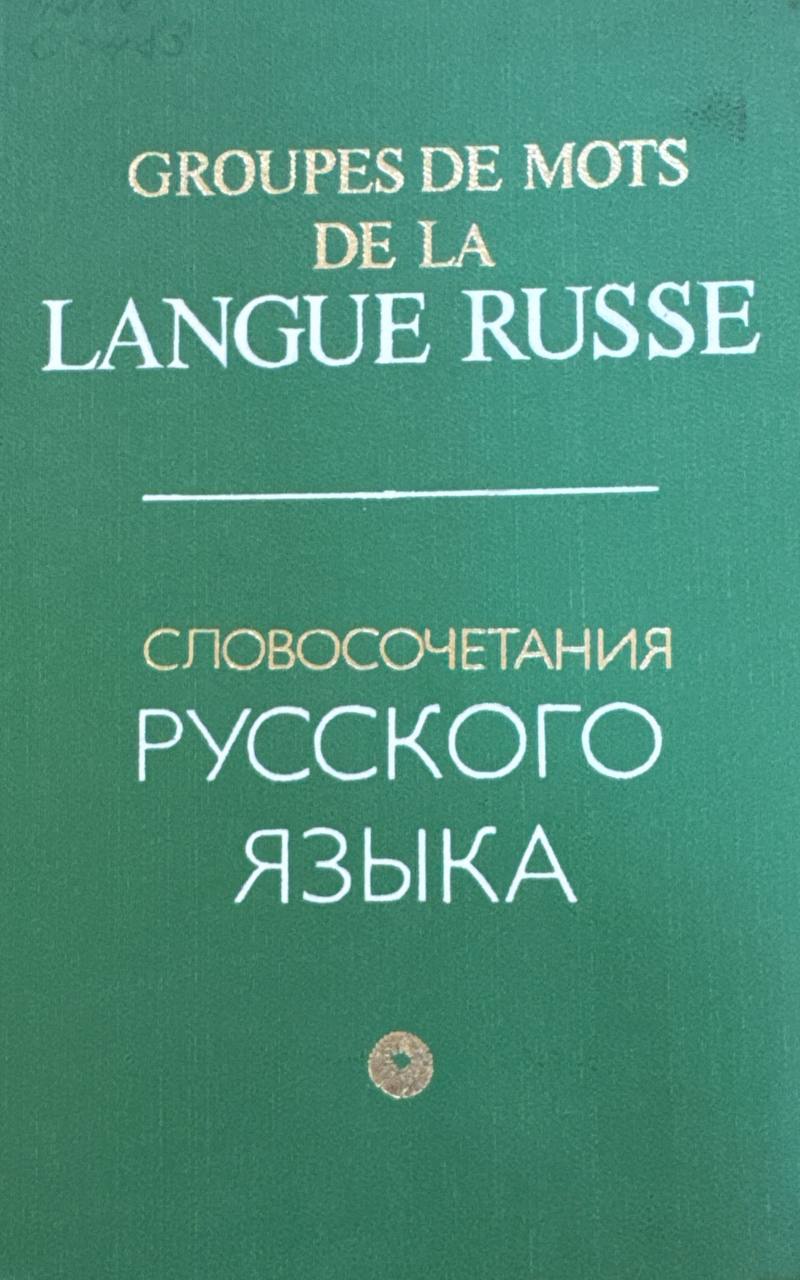 GROUPES DE MOTS
DE LA
LANGUE RUSSE
СЛОВОСОЧЕТАНИЯ
РУССКОГО
ЯЗЫКА